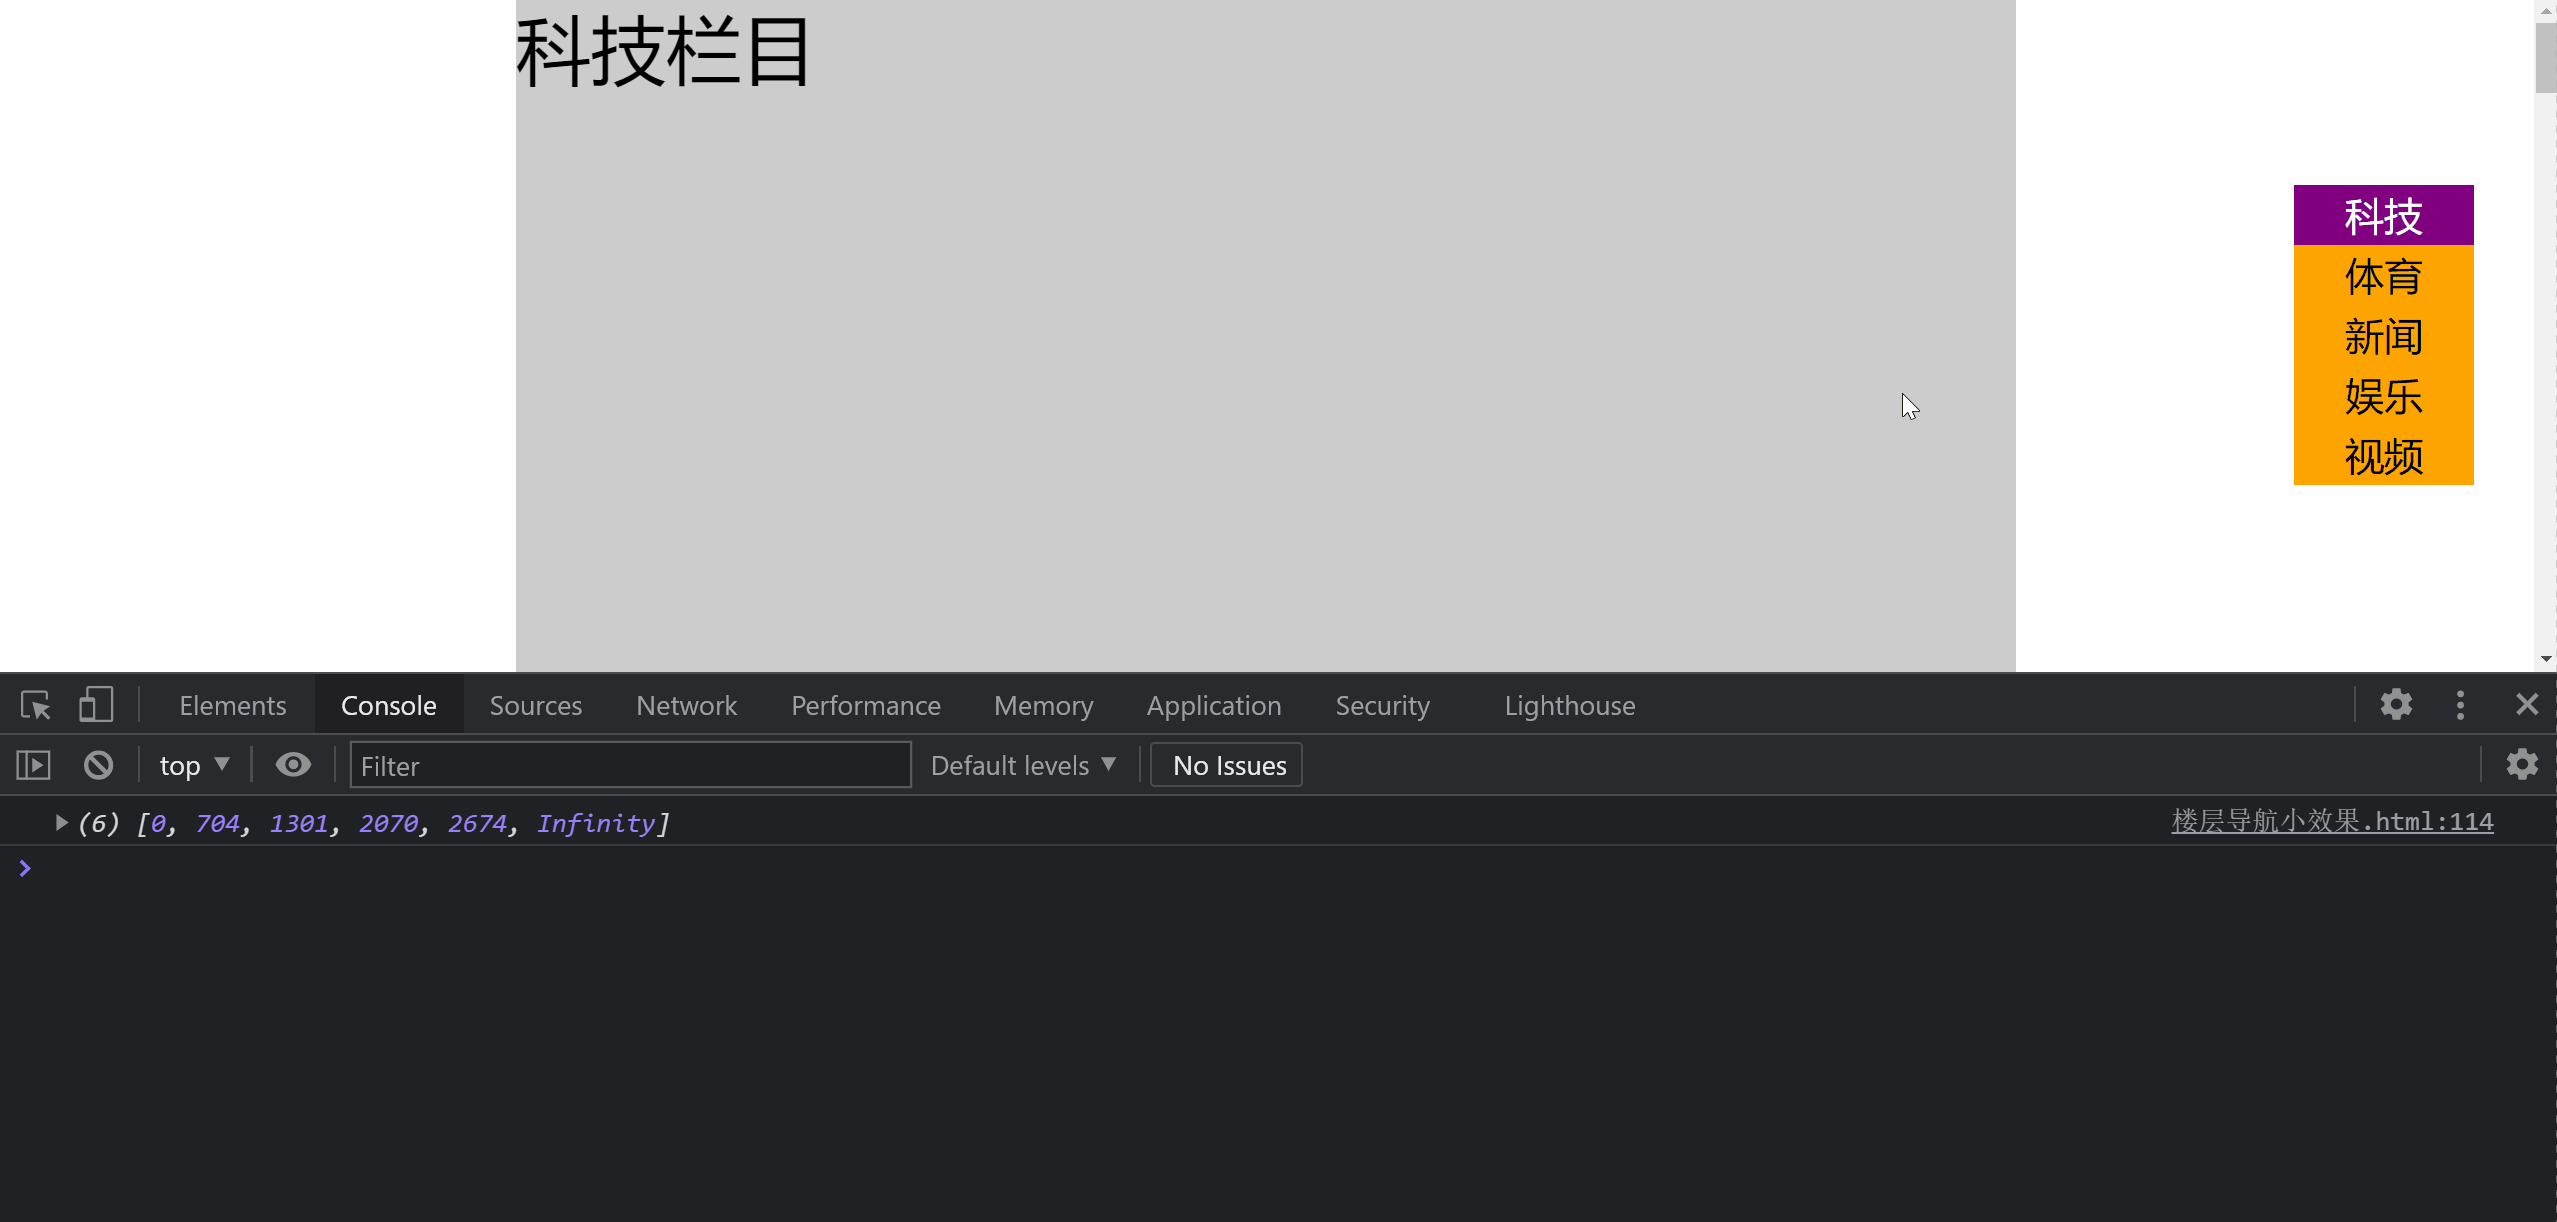 科技栏目
科技
体育
新闻
娱乐
视频
Elements Console Sources Network Performance Memory Application Security Lighthouse
top Filter Default levels No Issues
(6) [0, 704, 1301, 2070, 2674, Infinity] 楼层导航小效果.html:114